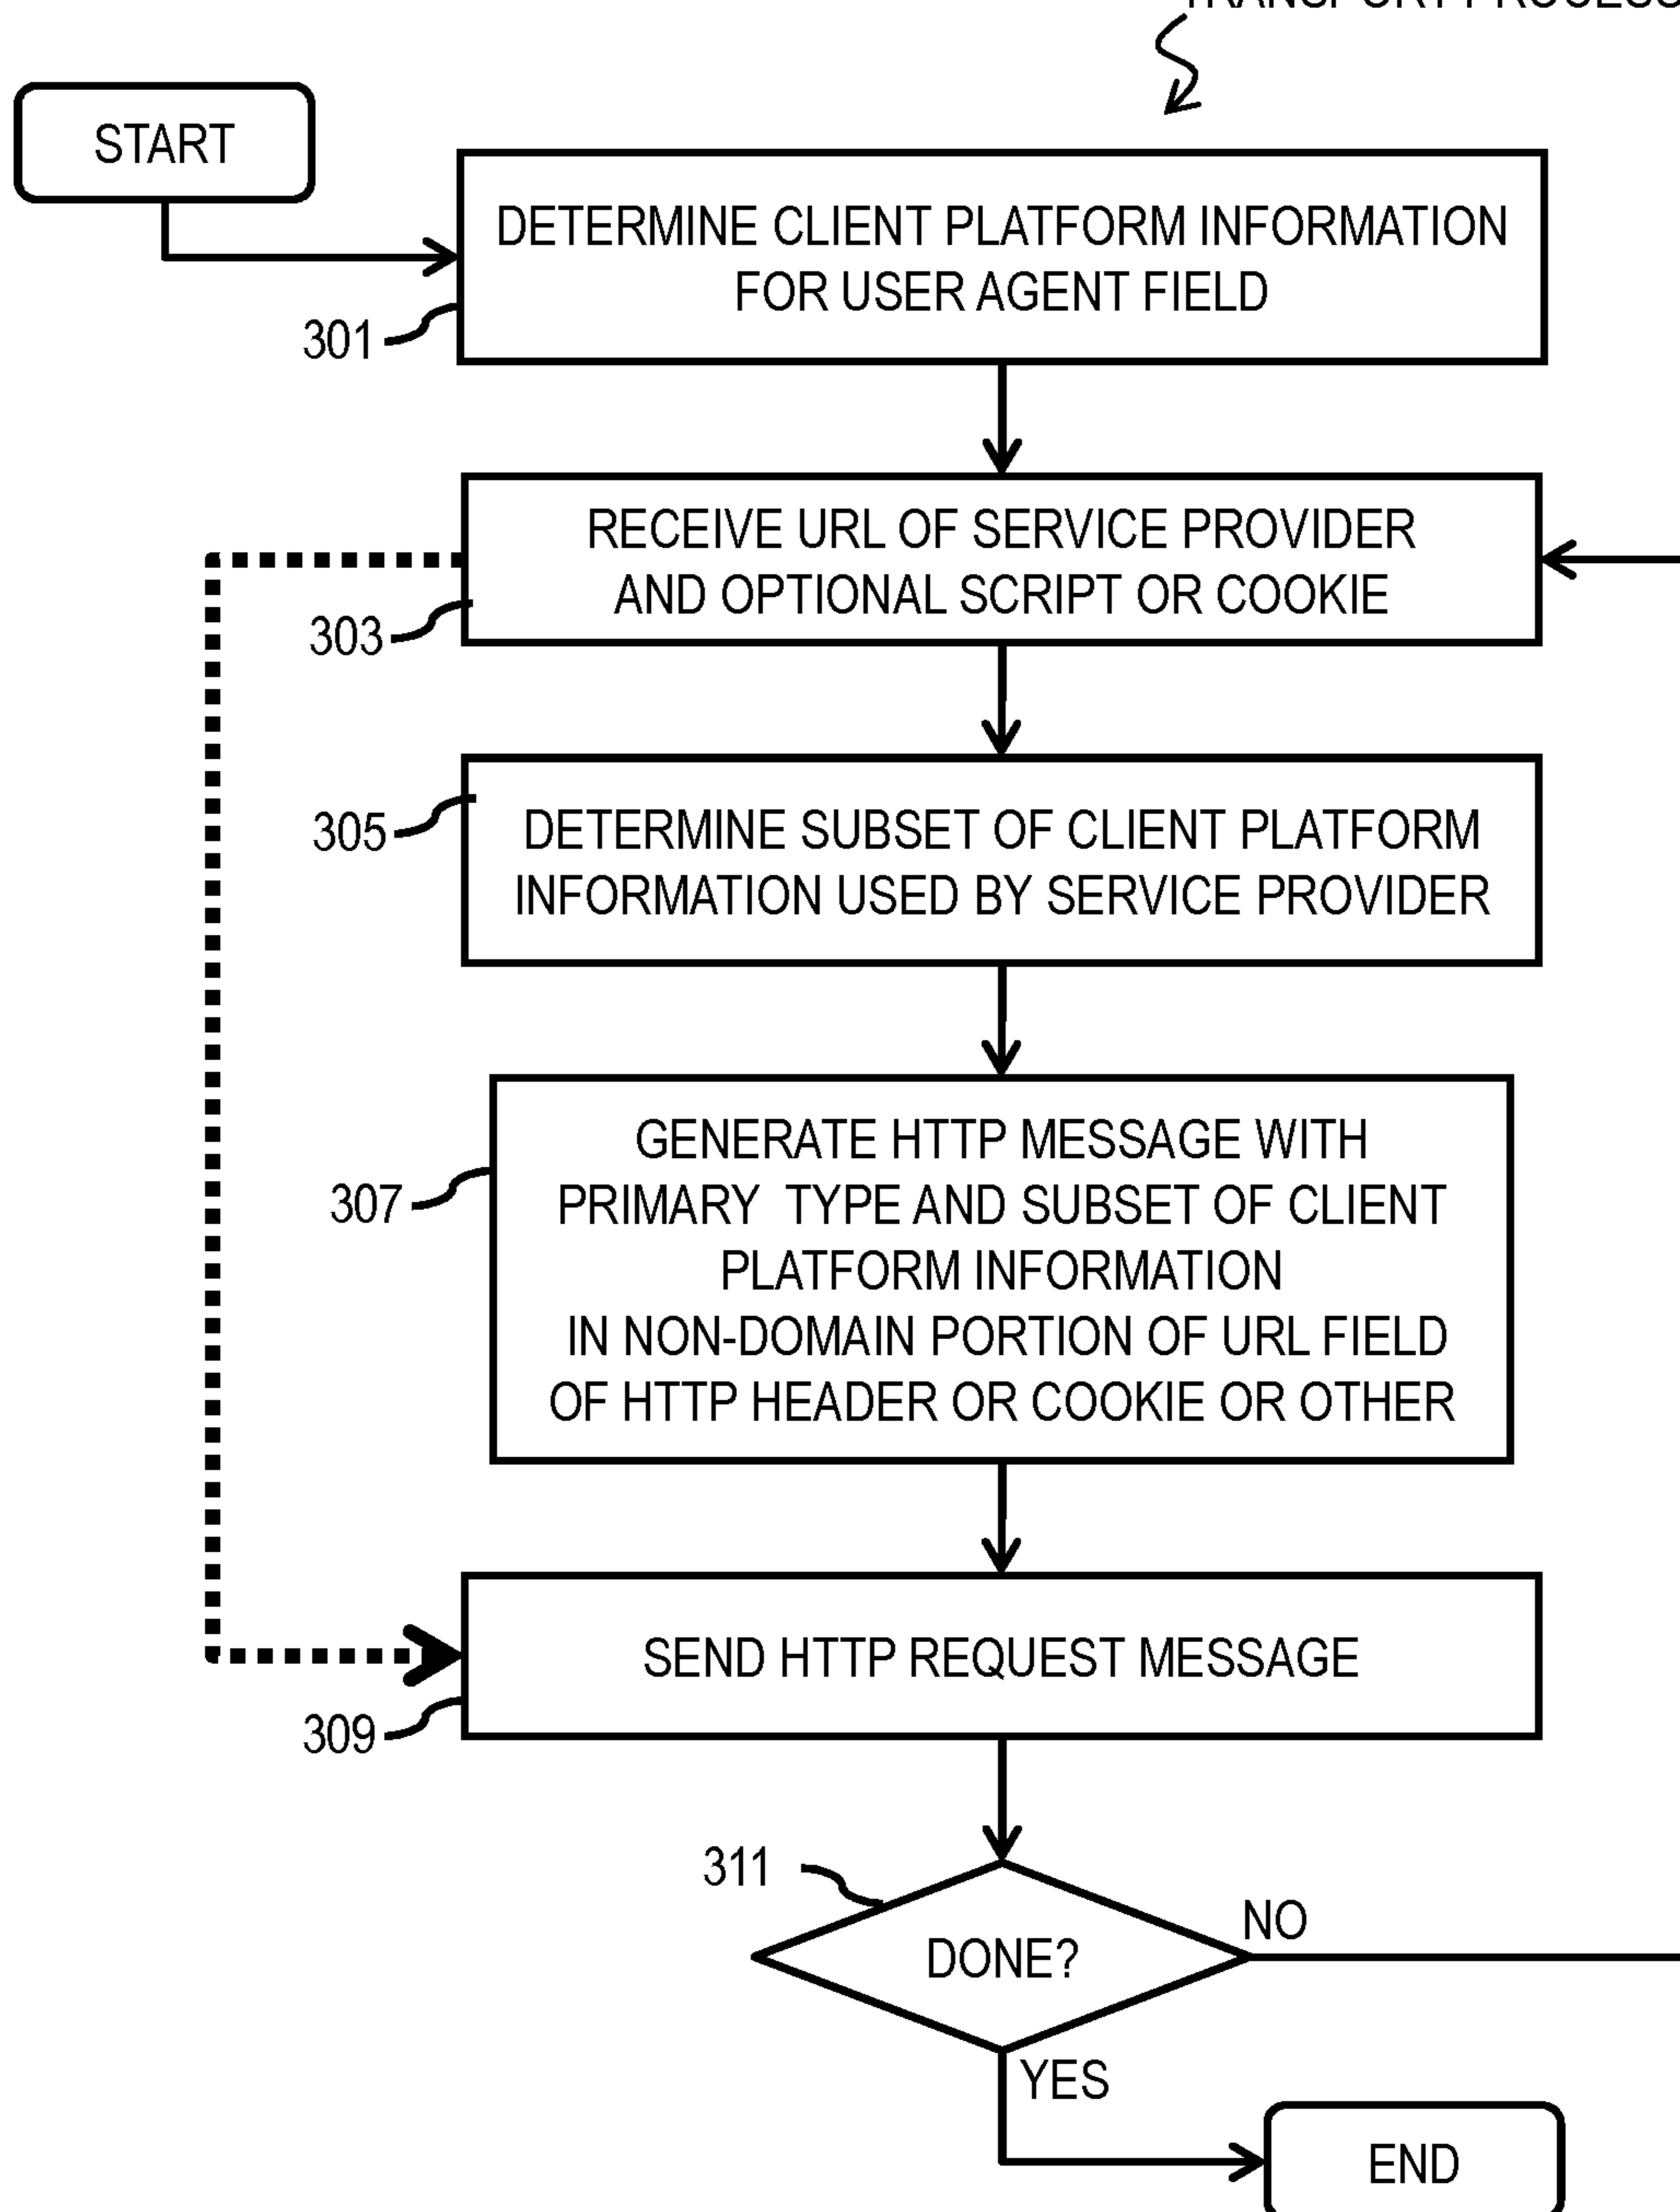 START
DETERMINE CLIENT PLATFORM INFORMATION
FOR USER AGENT FIELD
301
RECEIVE URL OF SERVICE PROVIDER
AND OPTIONAL SCRIPT OR COOKIE
303
305
DETERMINE SUBSET OF CLIENT PLATFORM
INFORMATION USED BY SERVICE PROVIDER
GENERATE HTTP MESSAGE WITH
307
PRIMARY TYPE AND SUBSET OF CLIENT
PLATFORM INFORMATION
IN NON-DOMAIN PORTION OF URL FIELD
OF HTTP HEADER OR COOKIE OR OTHER
SEND HTTP REQUEST MESSAGE
309
311
NO
DONE?
YES
END